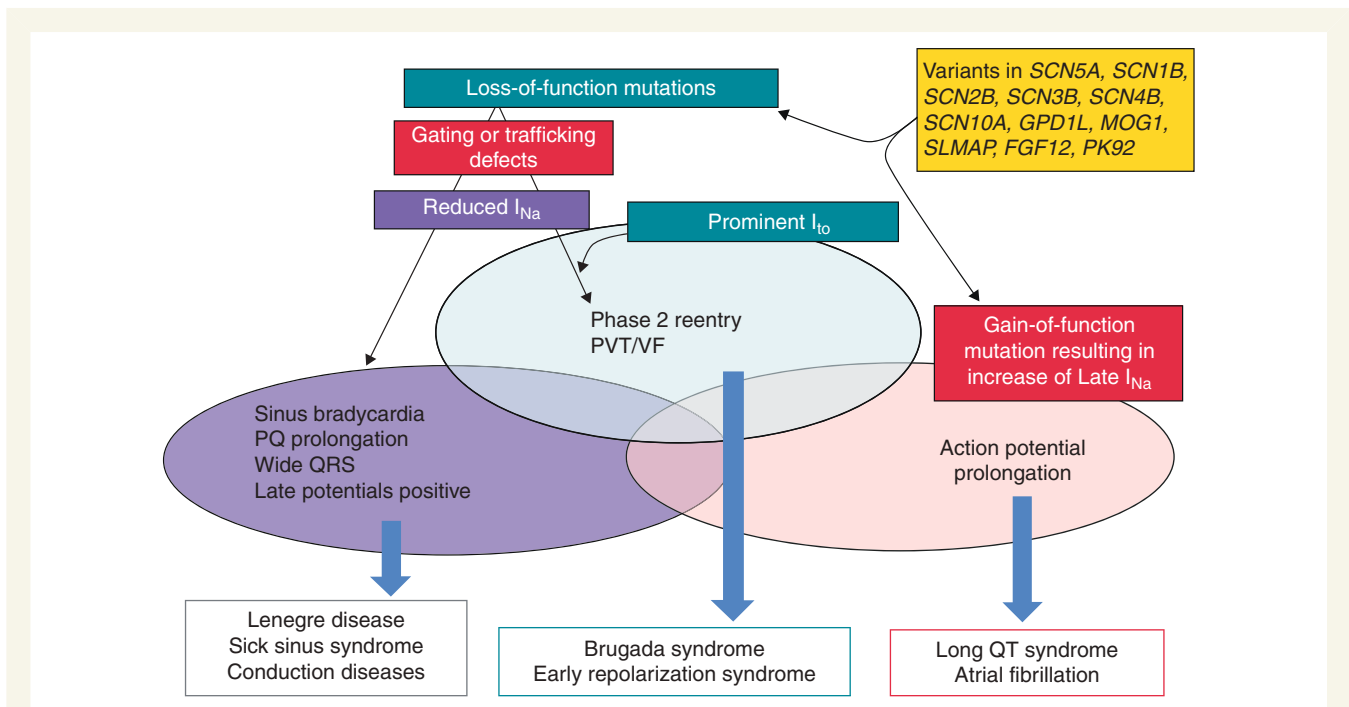 Loss-of-function mutations
Variants in SCN5A, SCN1B,
SCN2B, SCN3B, SCN4B,
SCN10A, GPD1L, MOG1,
SLMAP, FGF12, PK92
Gating or trafficking
defects
Reduced INa
Prominent Ito
Phase 2 reentry
PVT/VF
Gain-of-function
mutation resulting in
increase of Late INa
Sinus bradycardia
PQ prolongation
Wide QRS
Late potentials positive
Action potential
prolongation
Lenegre disease
Sick sinus syndrome
Conduction diseases
Brugada syndrome
Early repolarization syndrome
Long QT syndrome
Atrial fibrillation